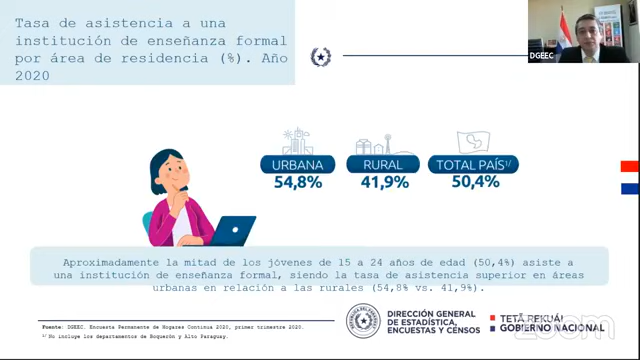 Tasa de asistencia a una
institución de enseñanza formal
por área de residencia (%). Año
2020
DGEEC
URBANA
54,8%
RURAL
41,9%
TOTAL PAÍS1/
50,4%
Aproximadamente la mitad de los jóvenes de 15 a 24 años de edad (50,4%) asiste a
una institución de enseñanza formal, siendo la tasa de asistencia superior en áreas
urbanas en relación a las rurales (54,8% vs. 41,9%).
Fuente: DGEEC. Encuesta Permanente de Hogares Continua 2020, primer trimestre 2020.
1/ No incluye los departamentos de Boquerón y Alto Paraguay.
DIRECCIÓN GENERAL
DE ESTADÍSTICA,
ENCUESTAS Y CENSOS
TETÃ REKUÁI
GOBIERNO NACIONAL
zoom